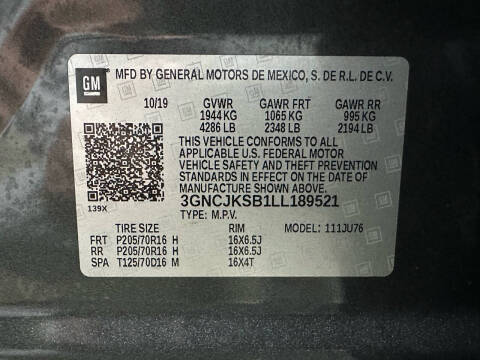 GM
MFD BY GENERAL MOTORS DE MEXICO, S. DE R.L. DE C.V.
10/19 GVWR GAWR FRT GAWR RR
1944 KG 1065 KG 995 KG
4286 LB 2348 LB 2194 LB
THIS VEHICLE CONFORMS TO ALL
APPLICABLE U.S. FEDERAL MOTOR
VEHICLE SAFETY AND THEFT PREVENTION
STANDARDS IN EFFECT ON THE DATE OF
MANUFACTURE SHOWN ABOVE.
139X
3GNCJKSB1LL189521
TYPE: M.P.V.
TIRE SIZE RIM MODEL: 111JU76
FRT P205/70R16 H 16X6.5J
RR P205/70R16 H 16X6.5J
SPA T125/70D16 M 16X4T